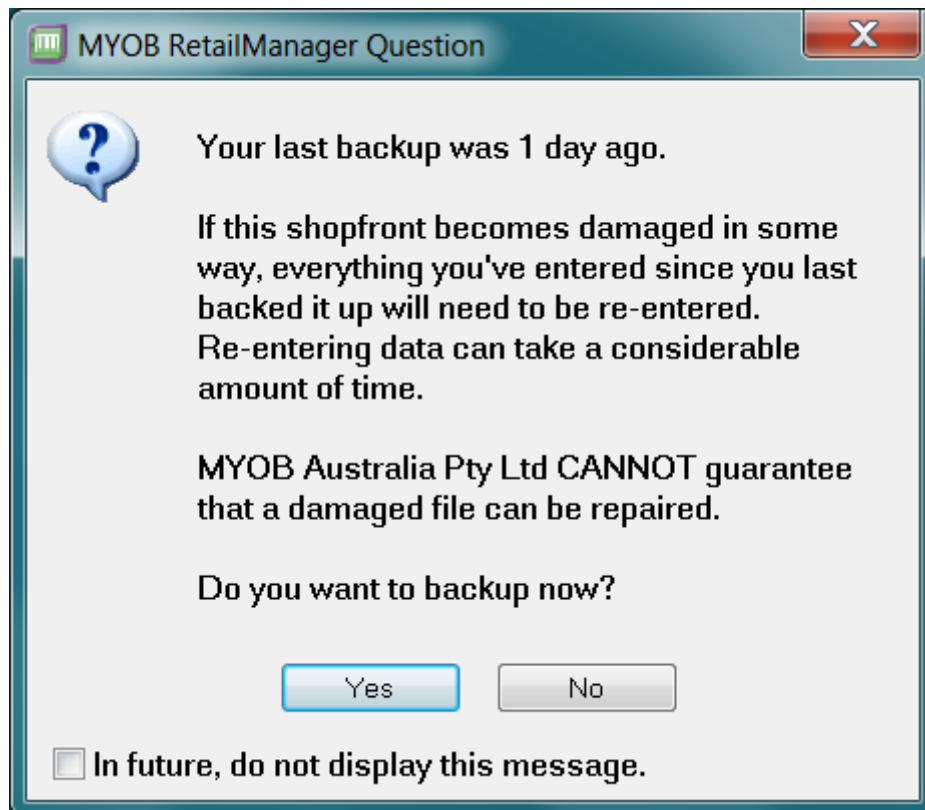 MYOB RetailManager Question
Your last backup was 1 day ago.
If this shopfront becomes damaged in some
way, everything you've entered since you last
backed it up will need to be re-entered.
Re-entering data can take a considerable
amount of time.
MYOB Australia Pty Ltd CANNOT guarantee
that a damaged file can be repaired.
Do you want to backup now?
Yes
No
In future, do not display this message.